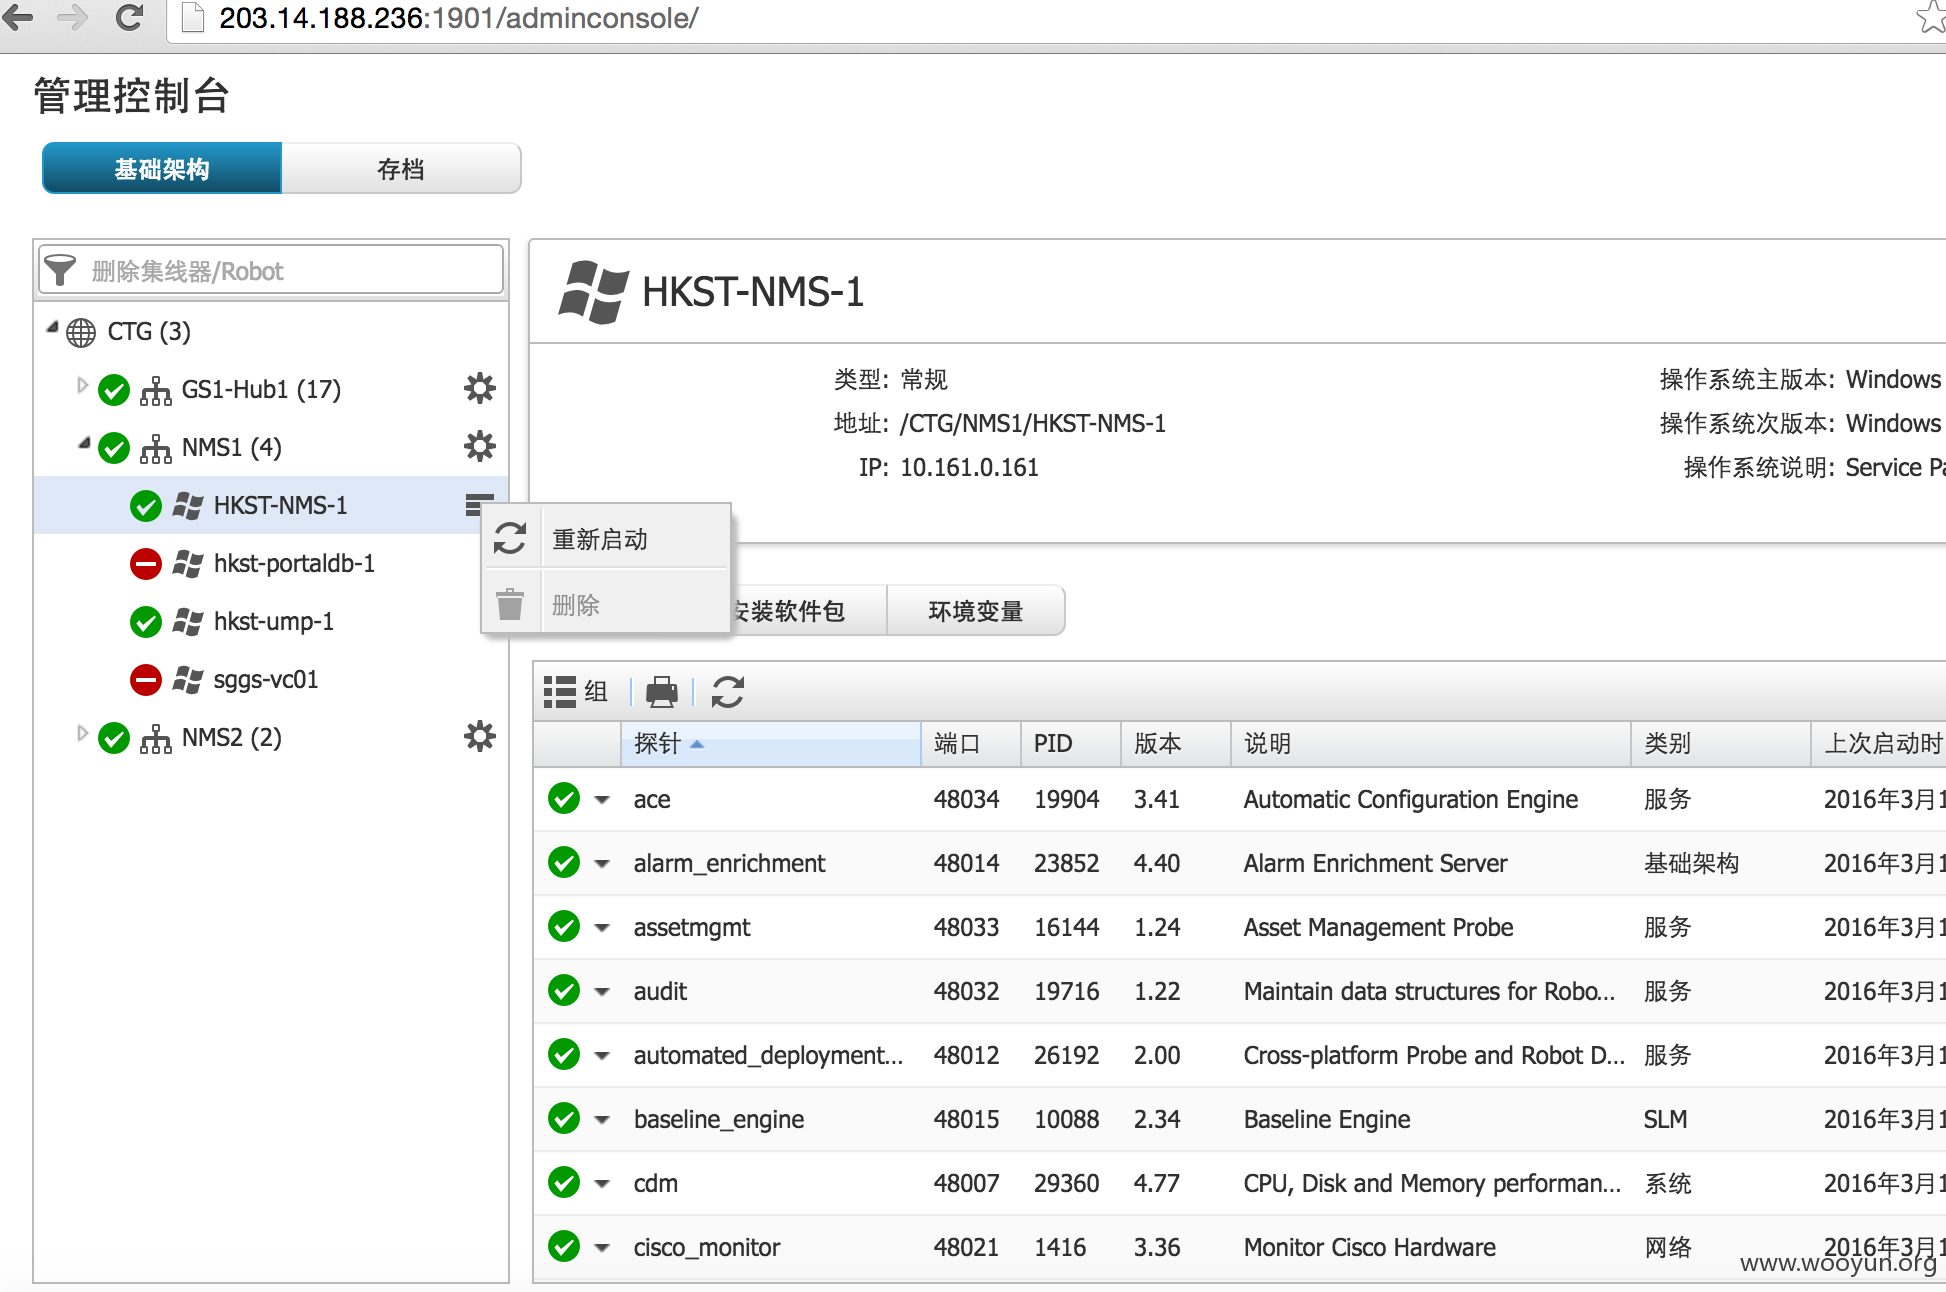 203.14.188.236:1901/adminconsole/
管理控制台
基础架构 存档
删除集线器/Robot
CTG (3)
GS1-Hub1 (17)
NMS1 (4)
HKST-NMS-1
hkst-portaldb-1
hkst-ump-1
sggs-vc01
NMS2 (2)
重新启动
删除
HKST-NMS-1
类型: 常规
地址: /CTG/NMS1/HKST-NMS-1
IP: 10.161.0.161
操作系统主版本: Windows
操作系统次版本: Windows
操作系统说明: Service Pa
安装软件包 环境变量
组
探针 端口 PID 版本 说明 类别 上次启动时
ace 48034 19904 3.41 Automatic Configuration Engine 服务 2016年3月1
alarm_enrichment 48014 23852 4.40 Alarm Enrichment Server 基础架构 2016年3月1
assetmgmt 48033 16144 1.24 Asset Management Probe 服务 2016年3月1
audit 48032 19716 1.22 Maintain data structures for Robo... 服务 2016年3月1
automated_deployment... 48012 26192 2.00 Cross-platform Probe and Robot D... 服务 2016年3月1
baseline_engine 48015 10088 2.34 Baseline Engine SLM 2016年3月1
cdm 48007 29360 4.77 CPU, Disk and Memory performan... 系统 2016年3月1
cisco_monitor 48021 1416 3.36 Monitor Cisco Hardware 网络 2016年3月1
www.wooyun.org